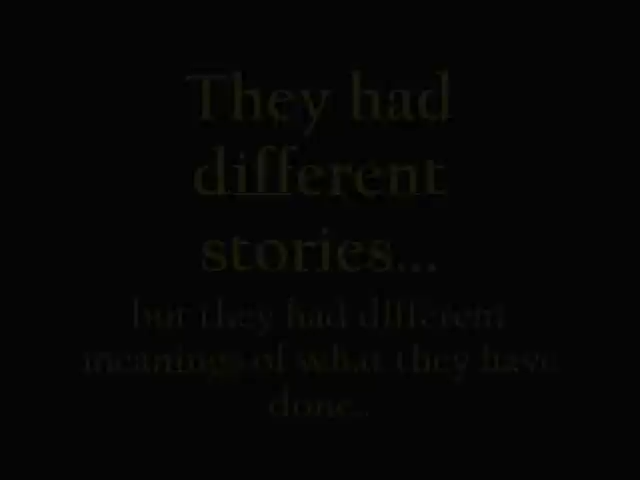 They had
different
stories...
but they had different
meanings of what they have
done..